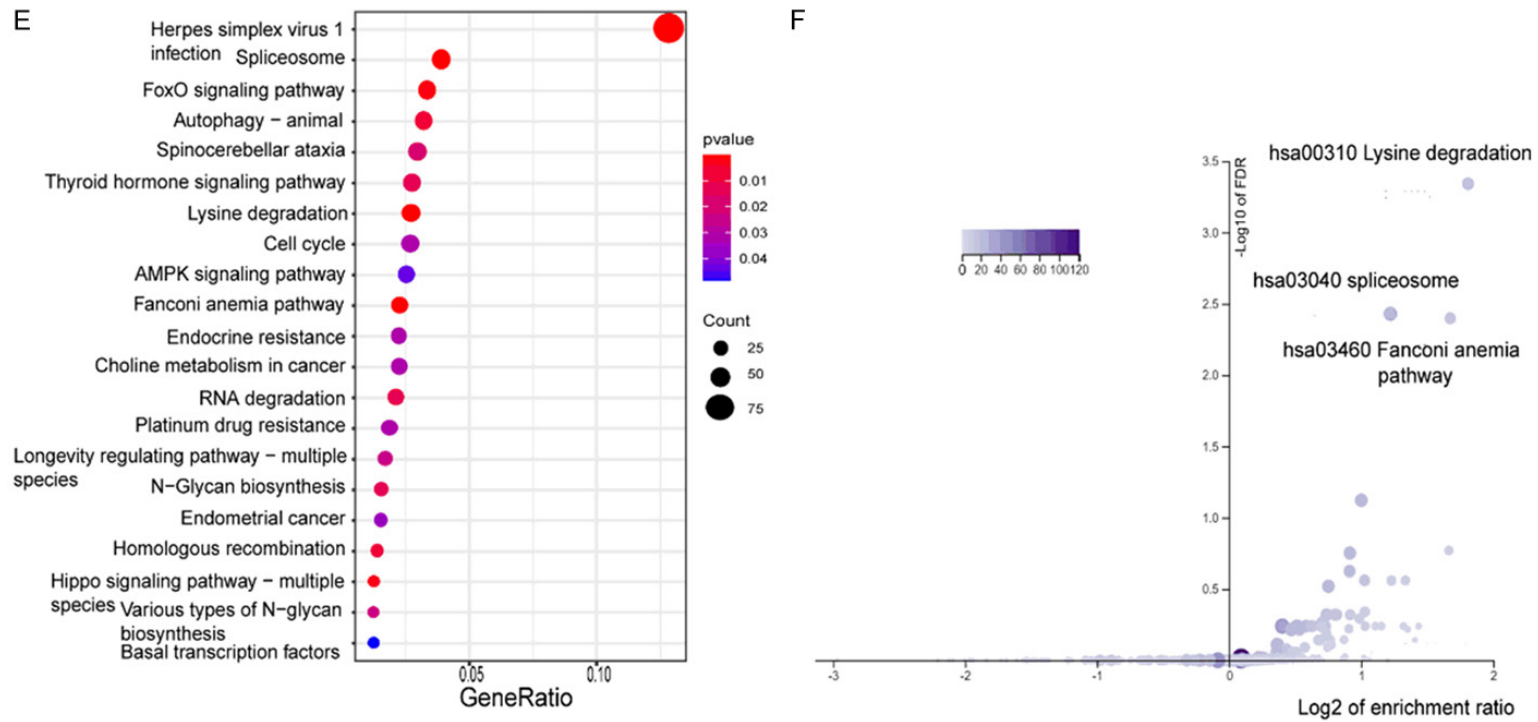 E
Herpes simplex virus 1
infection
Spliceosome
FoxO signaling pathway
Autophagy − animal
Spinocerebellar ataxia
Thyroid hormone signaling pathway
Lysine degradation
Cell cycle
AMPK signaling pathway
Fanconi anemia pathway
Endocrine resistance
Choline metabolism in cancer
RNA degradation
Platinum drug resistance
Longevity regulating pathway − multiple
species
N−Glycan biosynthesis
Endometrial cancer
Homologous recombination
Hippo signaling pathway − multiple
species
Various types of N−glycan
biosynthesis
Basal transcription factors
0.05 0.10
GeneRatio
pvalue
0.01
0.02
0.03
0.04
Count
25
50
75
F
hsa00310 Lysine degradation
3.5
-Log10 of FDR
3.0
0 20 40 60 80 100 120
hsa03040 spliceosome
2.5
hsa03460 Fanconi anemia
pathway
2.0
1.5
1.0
0.5
-3 -2 -1 0 1 2
Log2 of enrichment ratio